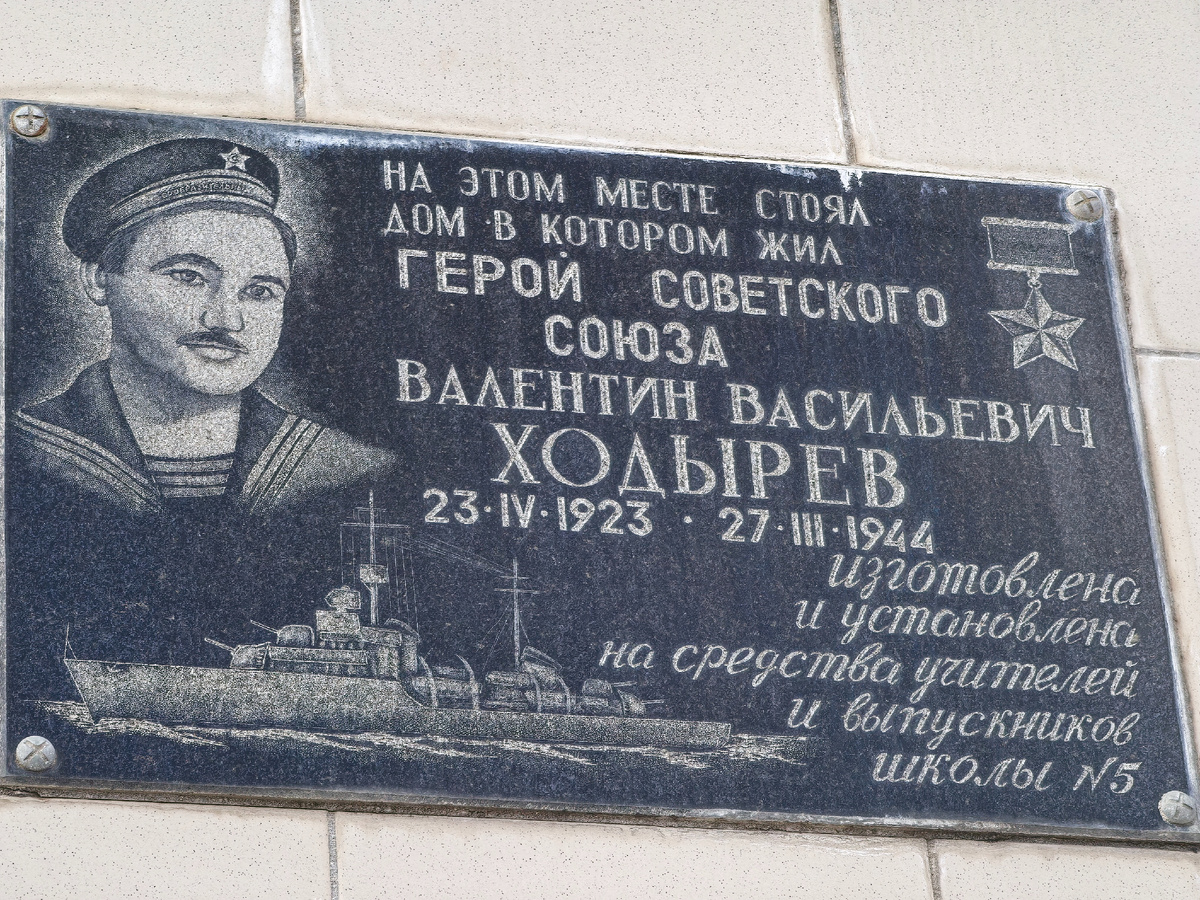 НА ЭТОМ МЕСТЕ СТОЯЛ
ДОМ В КОТОРОМ ЖИЛ
ГЕРОЙ СОВЕТСКОГО
СОЮЗА
ВАЛЕНТИН ВАСИЛЬЕВИЧ
ХОДЫРЕВ
23·IV·1923 · 27·III·1944
изготовлена
и установлена
на средства учителей
и выпускников
школы N5